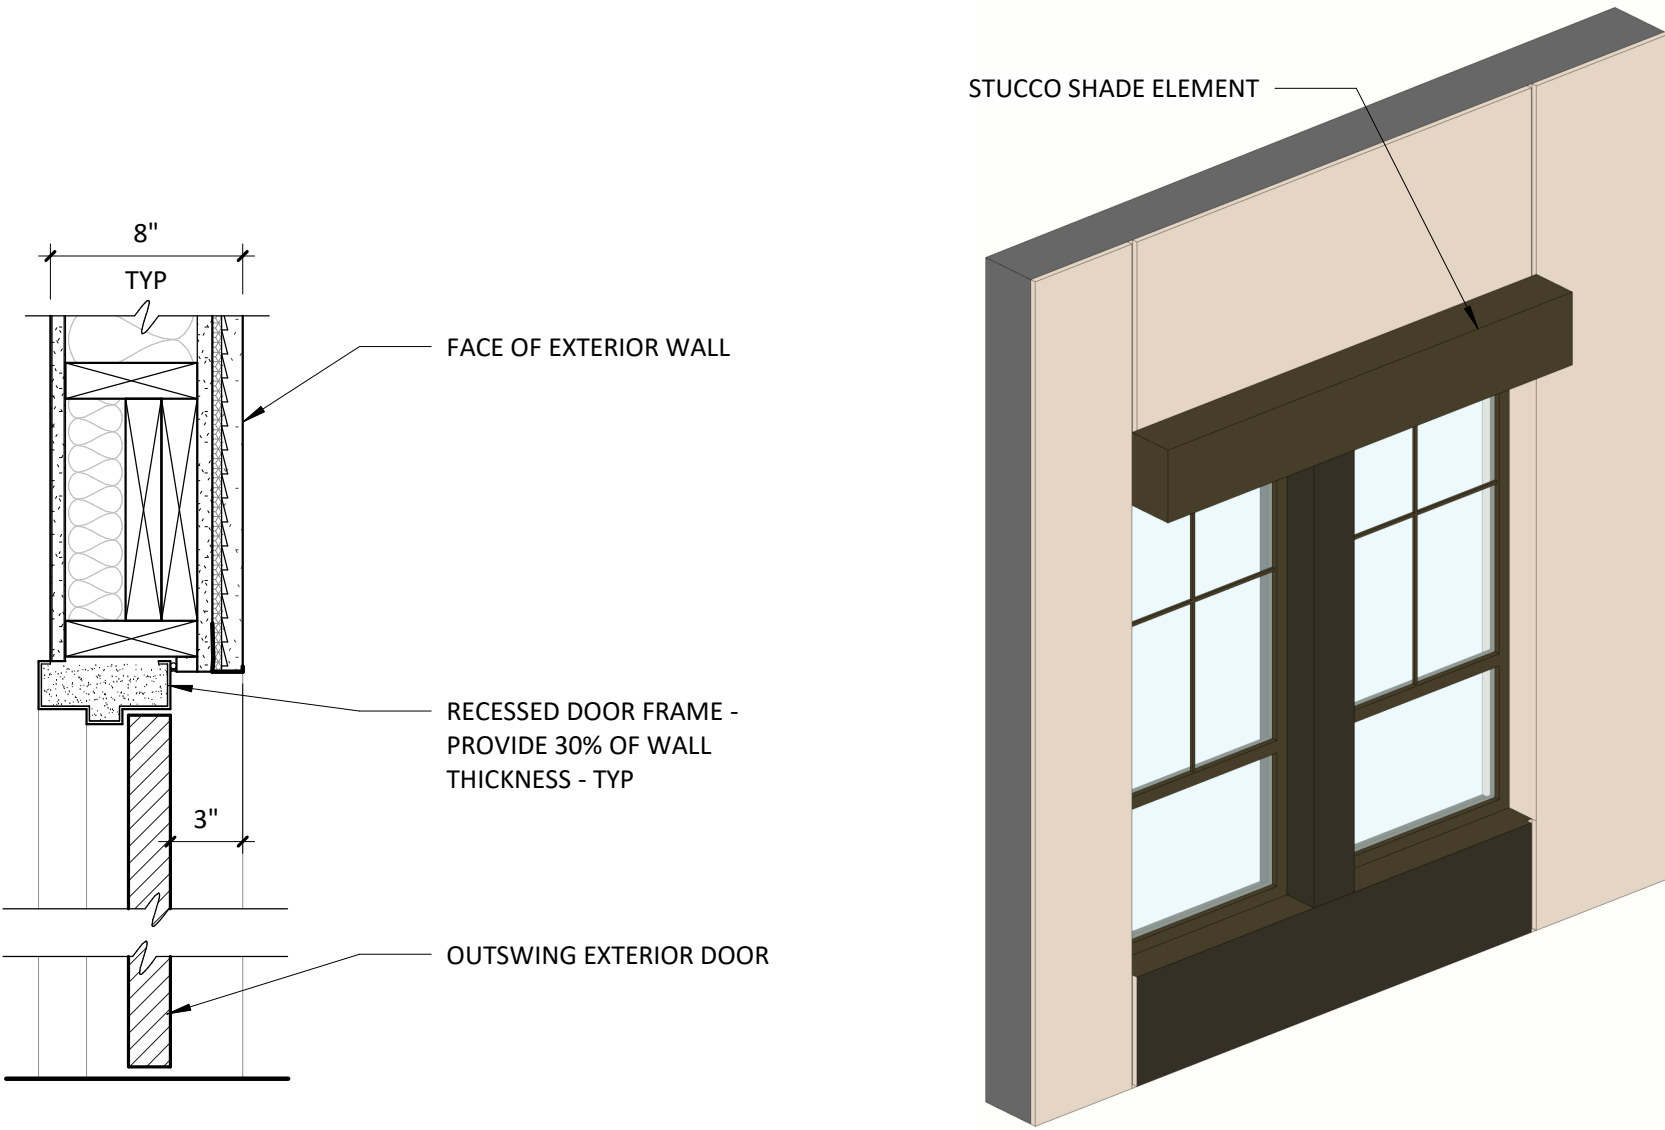 STUCCO SHADE ELEMENT
8"
TYP
FACE OF EXTERIOR WALL
RECESSED DOOR FRAME -
PROVIDE 30% OF WALL
THICKNESS - TYP
3"
OUTSWING EXTERIOR DOOR